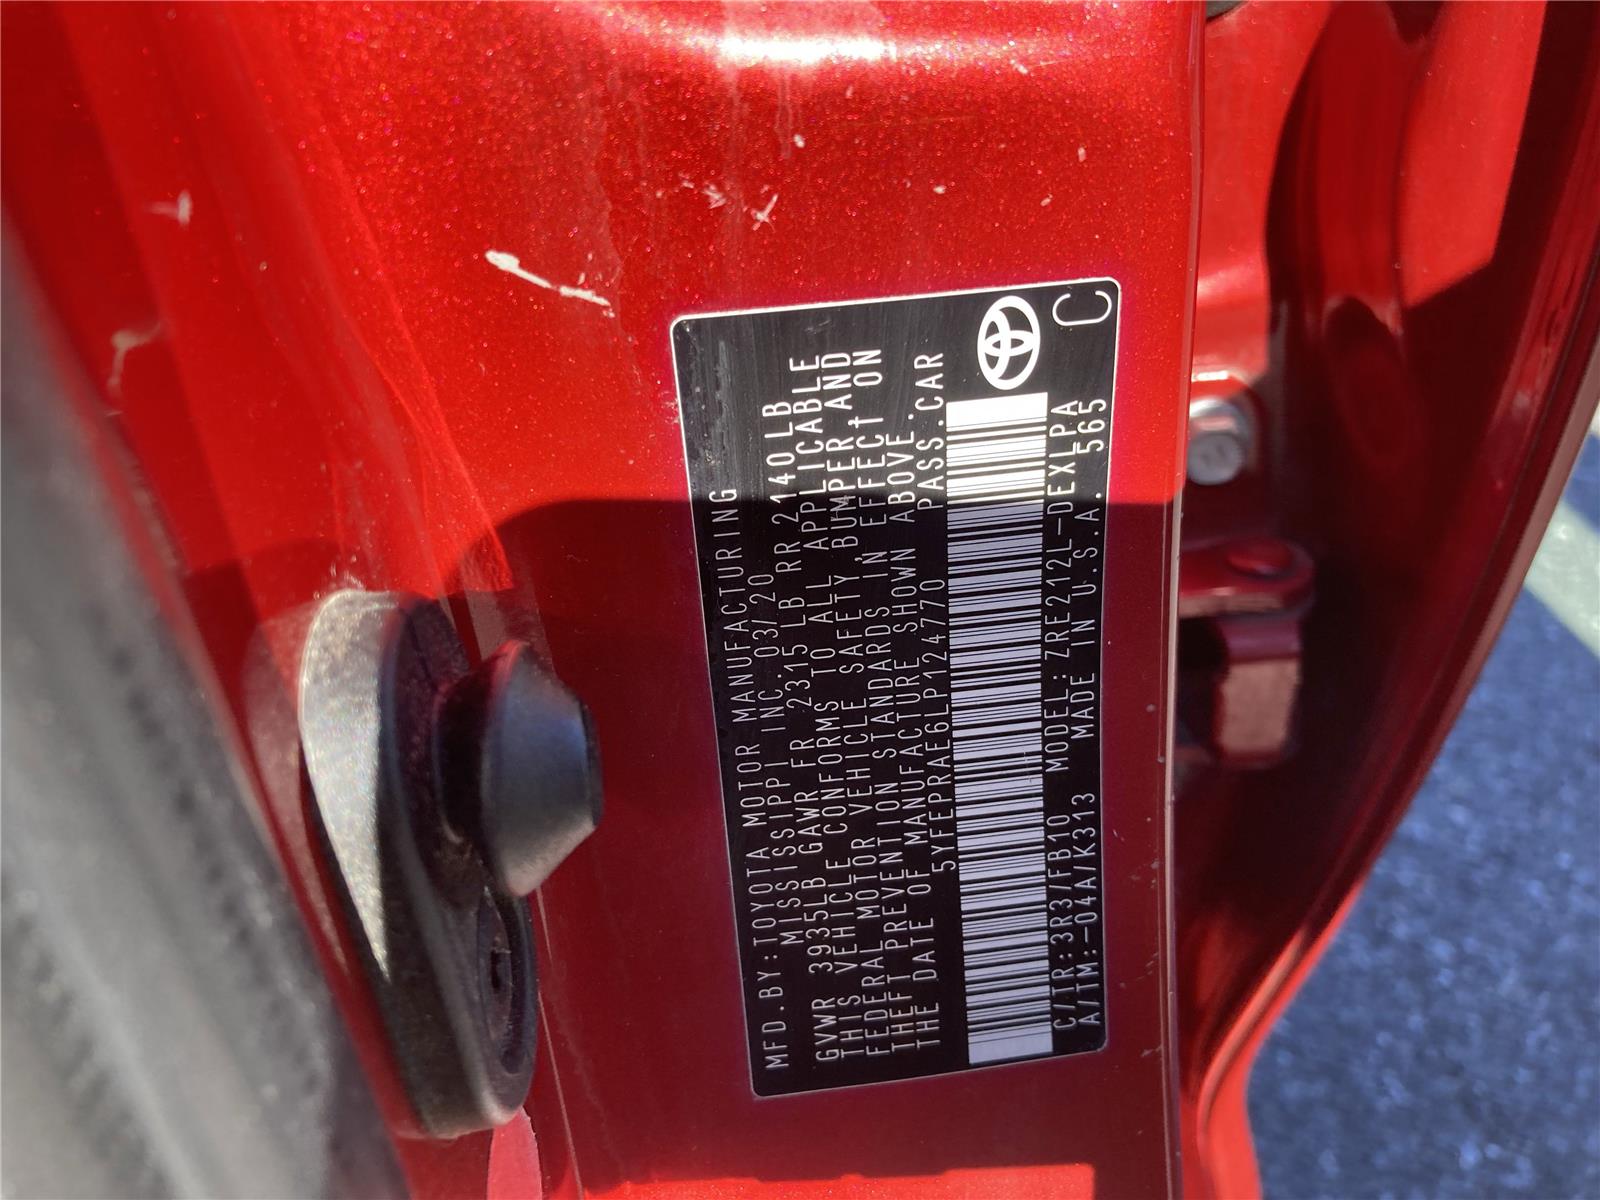 MFD.BY:TOYOTA MOTOR MANUFACTURING
MISSISSIPPI INC. 03/20
GVWR 3935LB GAWR FR 2315 LB RR 2140LB
THIS VEHICLE CONFORMS TO ALL APPLICABLE
FEDERAL MOTOR VEHICLE SAFETY, BUMPER, AND
THEFT PREVENTION STANDARDS IN EFFECT ON
THE DATE OF MANUFACTURE SHOWN ABOVE.
5YFEPRAE6LP124770 PASS.CAR
C/TR:3R3/FB10 MODEL:ZRE212L-DEXLPA
A/TM:-04A/K313 MADE IN U.S.A. 565
C